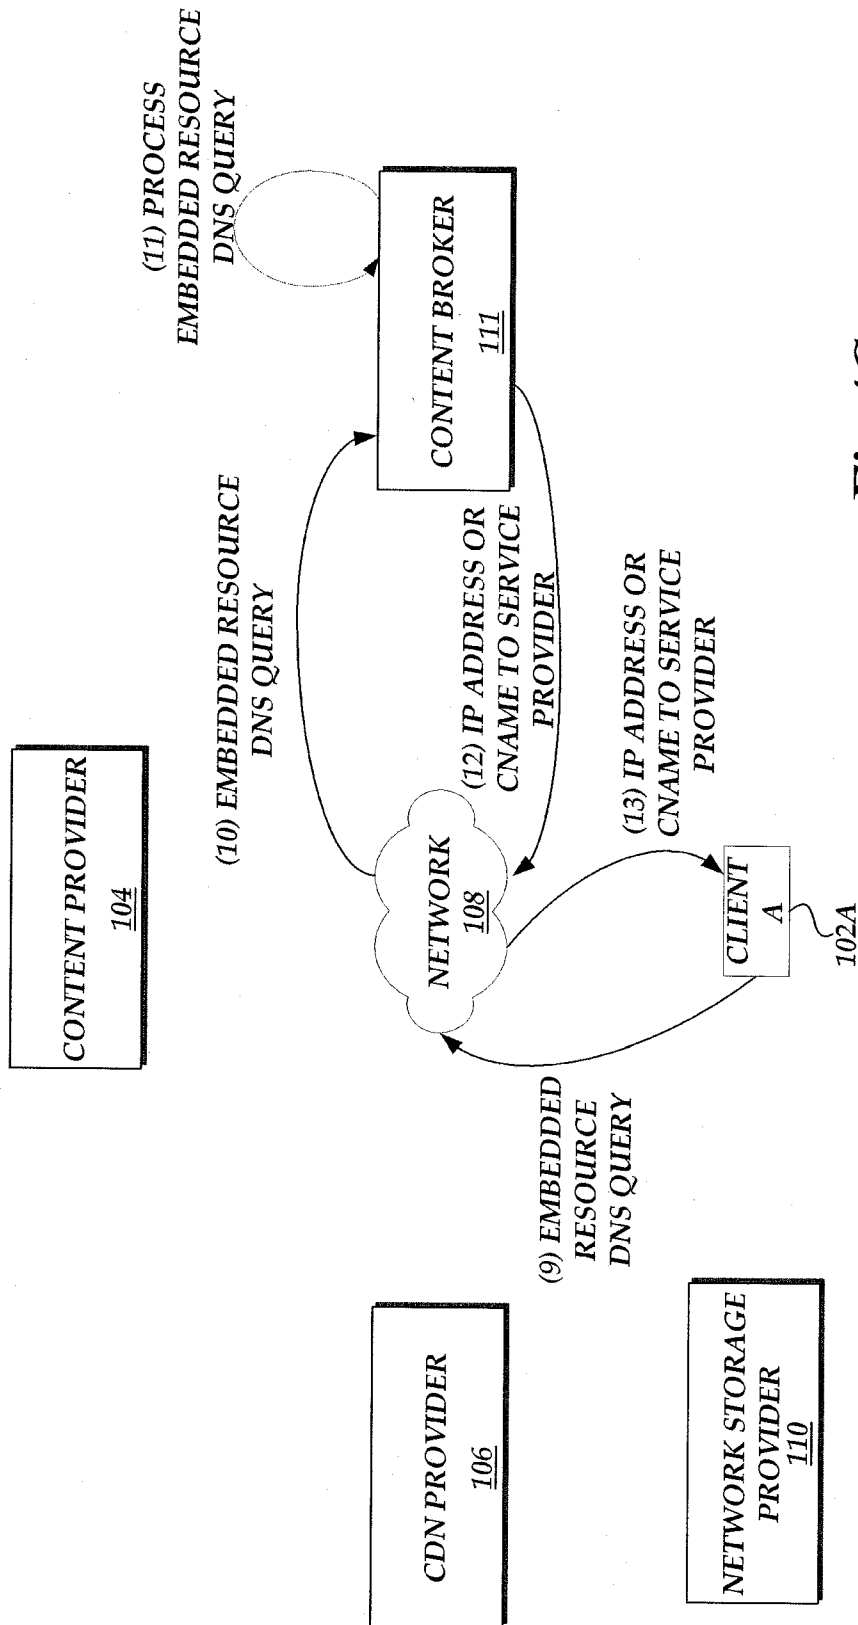 CONTENT PROVIDER
104
(11) PROCESS
EMBEDDED RESOURCE
DNS QUERY
(10) EMBEDDED RESOURCE
DNS QUERY
CDN PROVIDER
106
NETWORK
108
CONTENT BROKER
111
(12) IP ADDRESS OR
CNAME TO SERVICE
PROVIDER
(9) EMBEDDED
RESOURCE
DNS QUERY
(13) IP ADDRESS OR
CNAME TO SERVICE
PROVIDER
NETWORK STORAGE
PROVIDER
110
CLIENT
A
102A